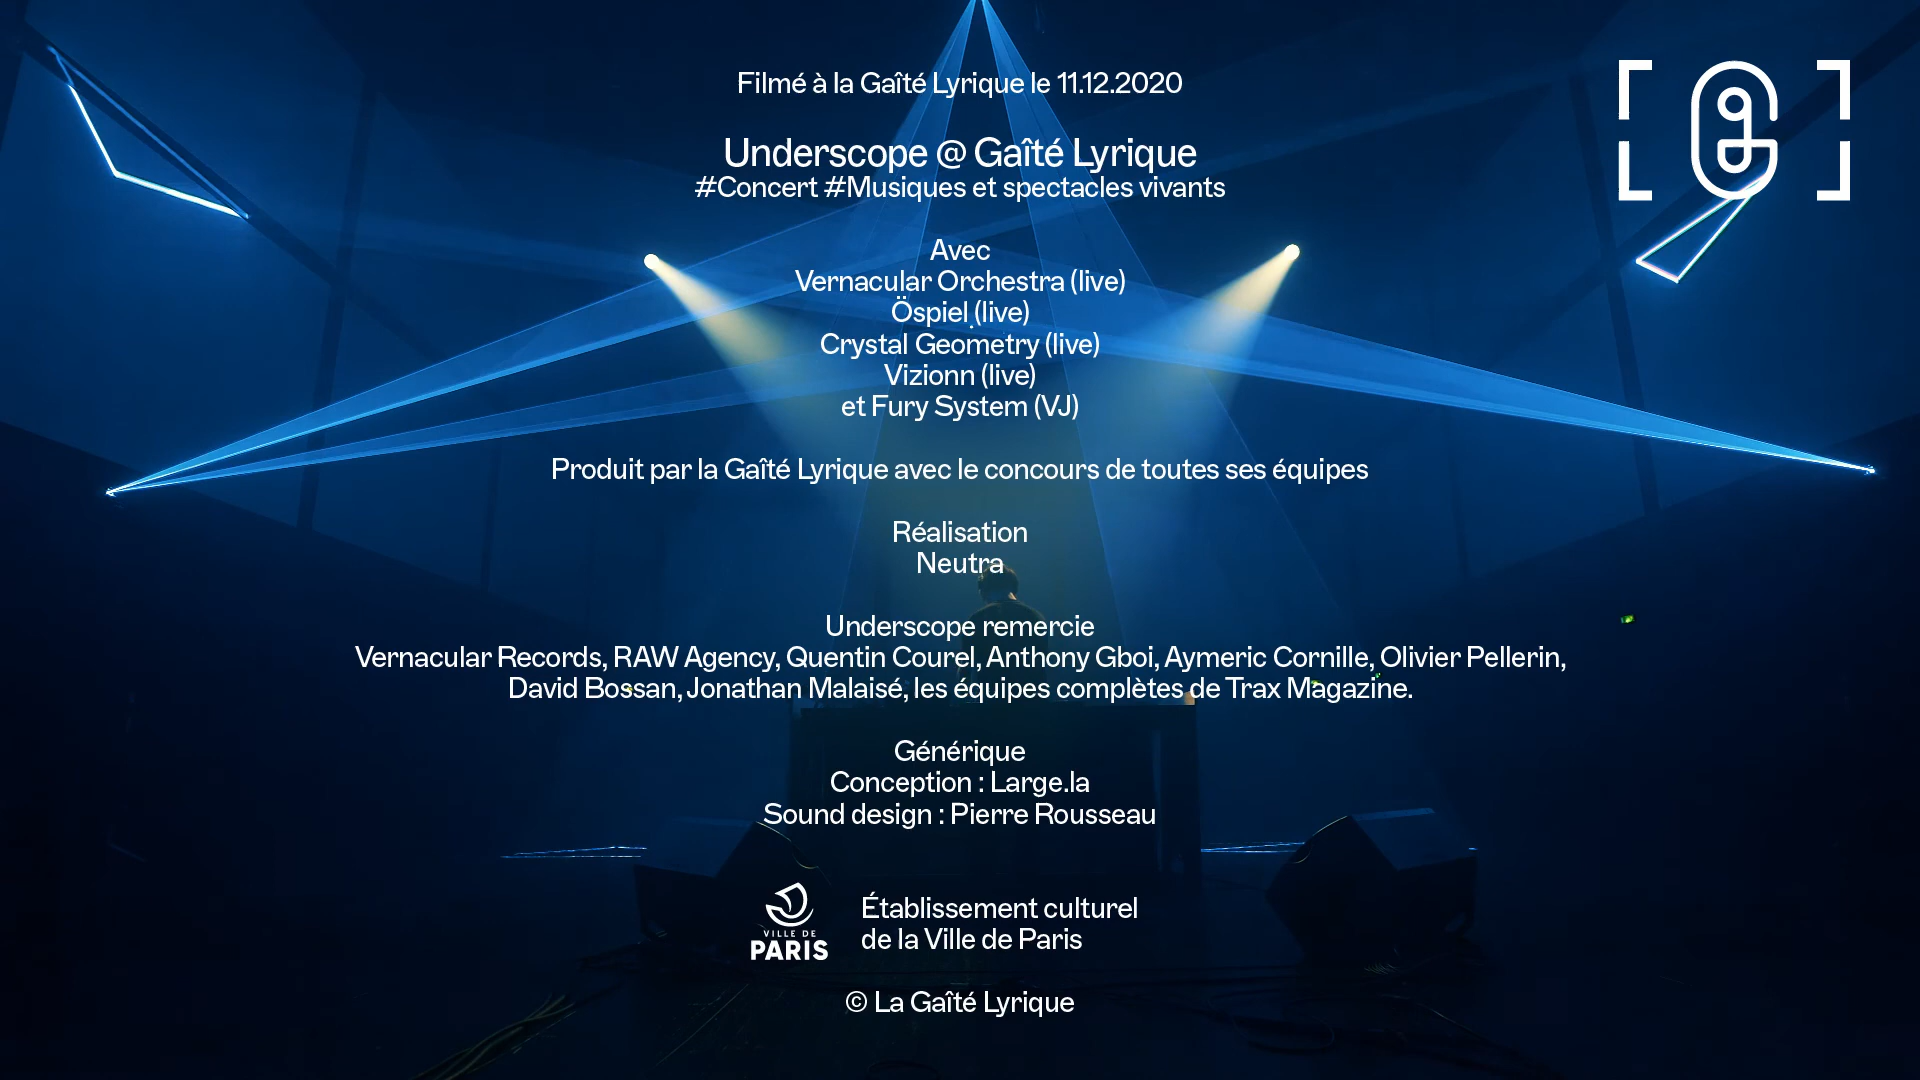 Filmé à la Gaîté Lyrique le 11.12.2020
Underscope @ Gaîté Lyrique
#Concert #Musiques et spectacles vivants
Avec
Vernacular Orchestra (live)
Öspiel (live)
Crystal Geometry (live)
Vizionn (live)
et Fury System (VJ)
Produit par la Gaîté Lyrique avec le concours de toutes ses équipes
Réalisation
Neutra
Underscope remercie
Vernacular Records, RAW Agency, Quentin Courel, Anthony Gboi, Aymeric Cornille, Olivier Pellerin,
David Bossan, Jonathan Malaisé, les équipes complètes de Trax Magazine.
Générique
Conception : Large.la
Sound design : Pierre Rousseau
VILLE DE
PARIS
Établissement culturel
de la Ville de Paris
© La Gaîté Lyrique